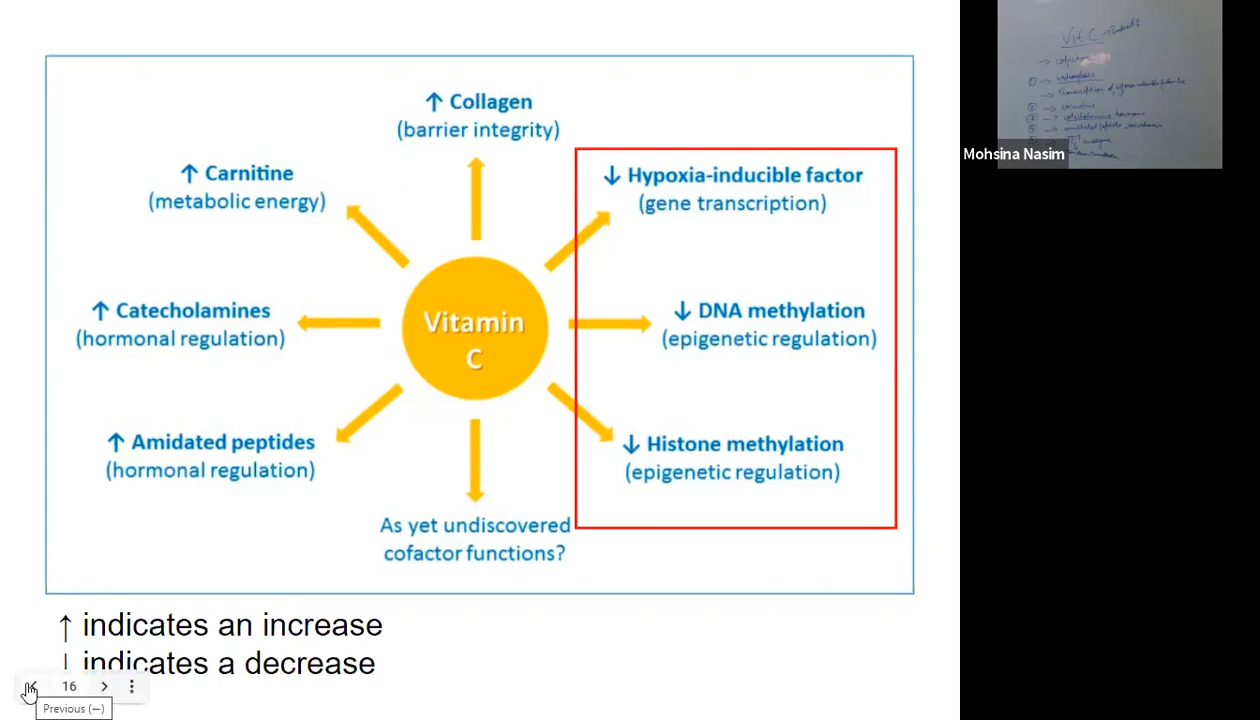 ↑ Collagen
(barrier integrity)
↑ Carnitine
(metabolic energy)
↓ Hypoxia-inducible factor
(gene transcription)
↑ Catecholamines
(hormonal regulation)
Vitamin
C
↓ DNA methylation
(epigenetic regulation)
↑ Amidated peptides
(hormonal regulation)
↓ Histone methylation
(epigenetic regulation)
As yet undiscovered
cofactor functions?
↑ indicates an increase
↓ indicates a decrease
16
Previous (←)
Vit C
Mohsina Nasim